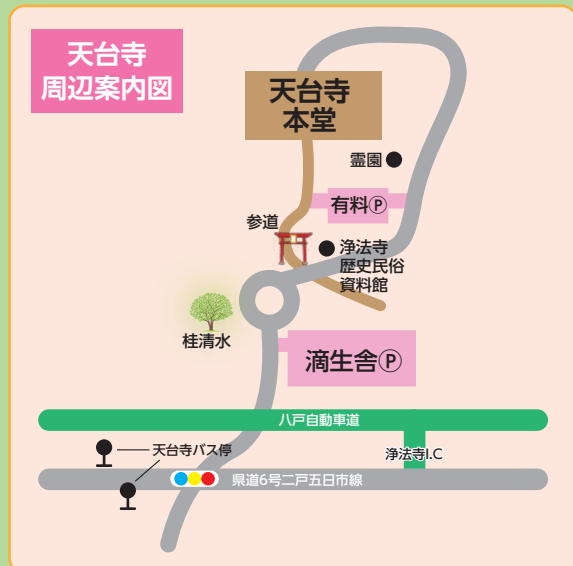 天台寺
周辺案内図
天台寺
本堂
霊園
有料Ⓟ
参道
浄法寺
歴史民俗
資料館
桂清水
滴生舎Ⓟ
八戸自動車道
天台寺バス停
浄法寺I.C
県道6号二戸五日市線